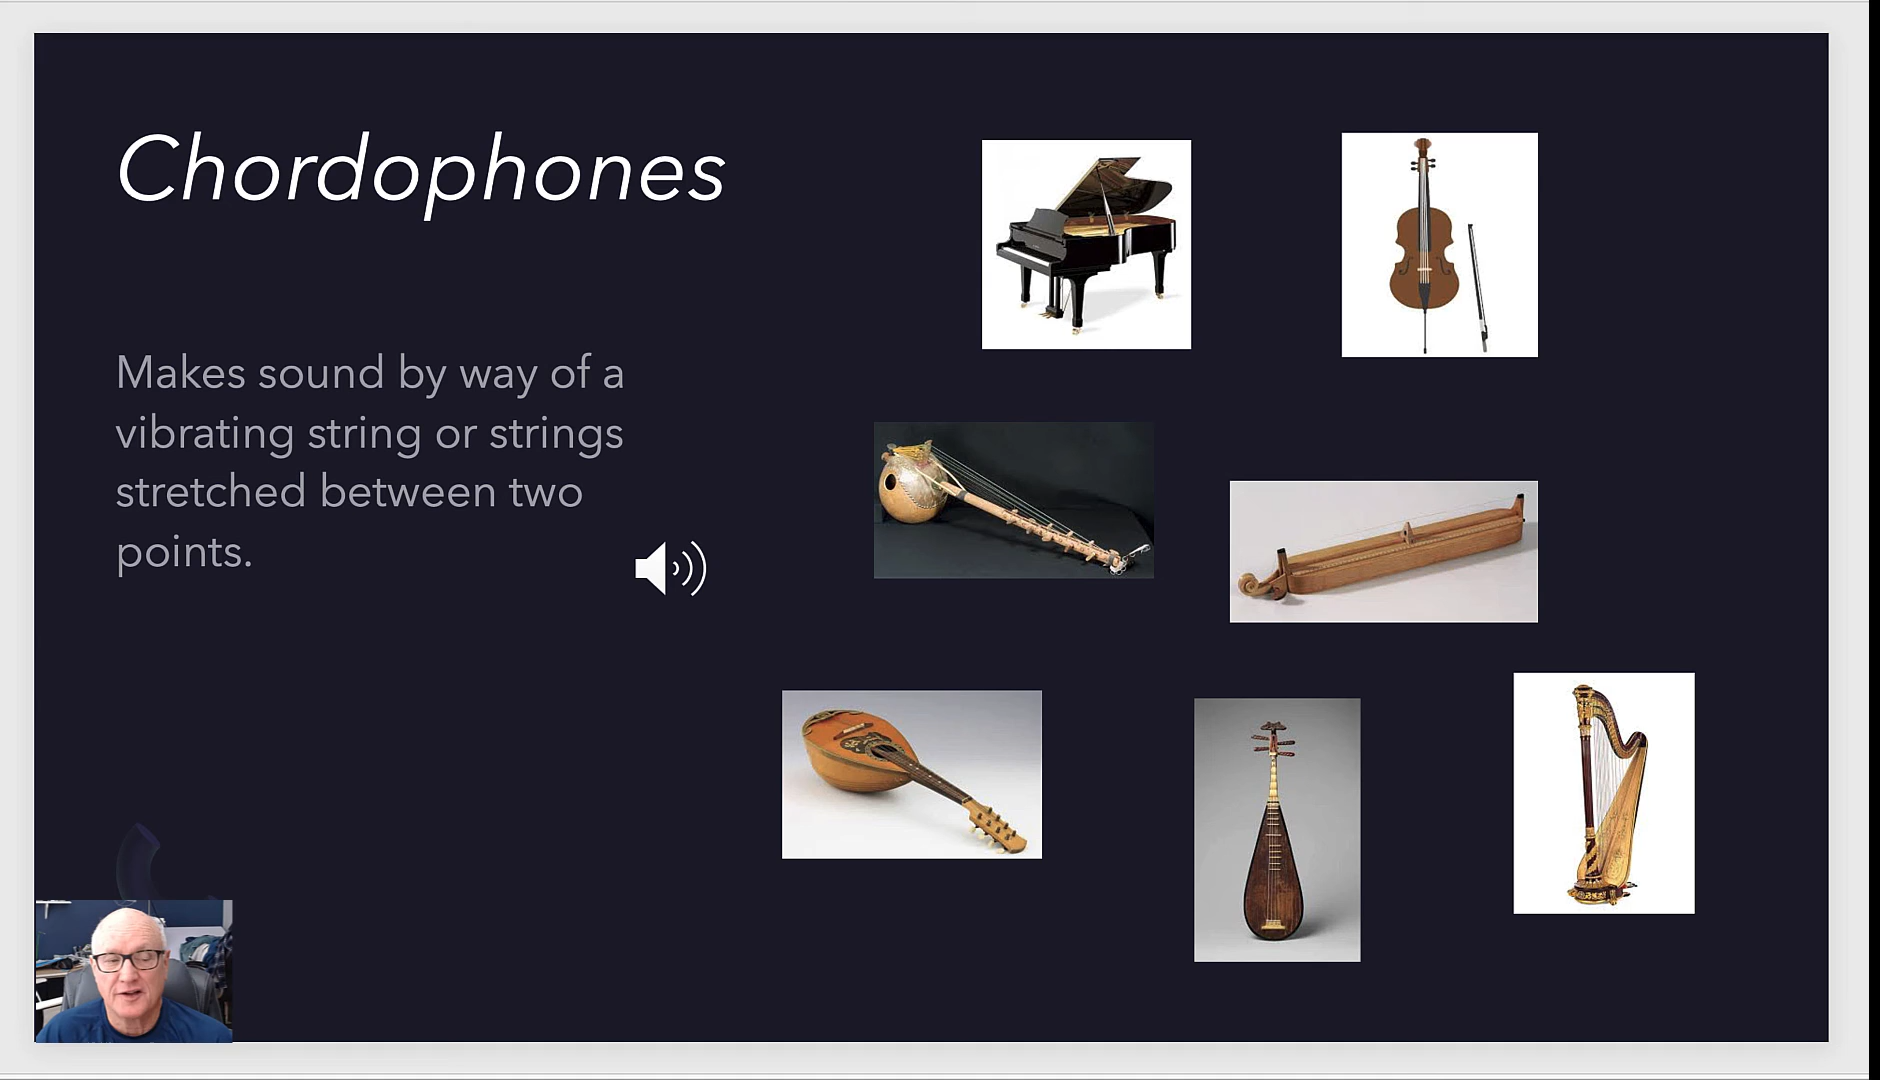 Chordophones
Makes sound by way of a
vibrating string or strings
stretched between two
points.